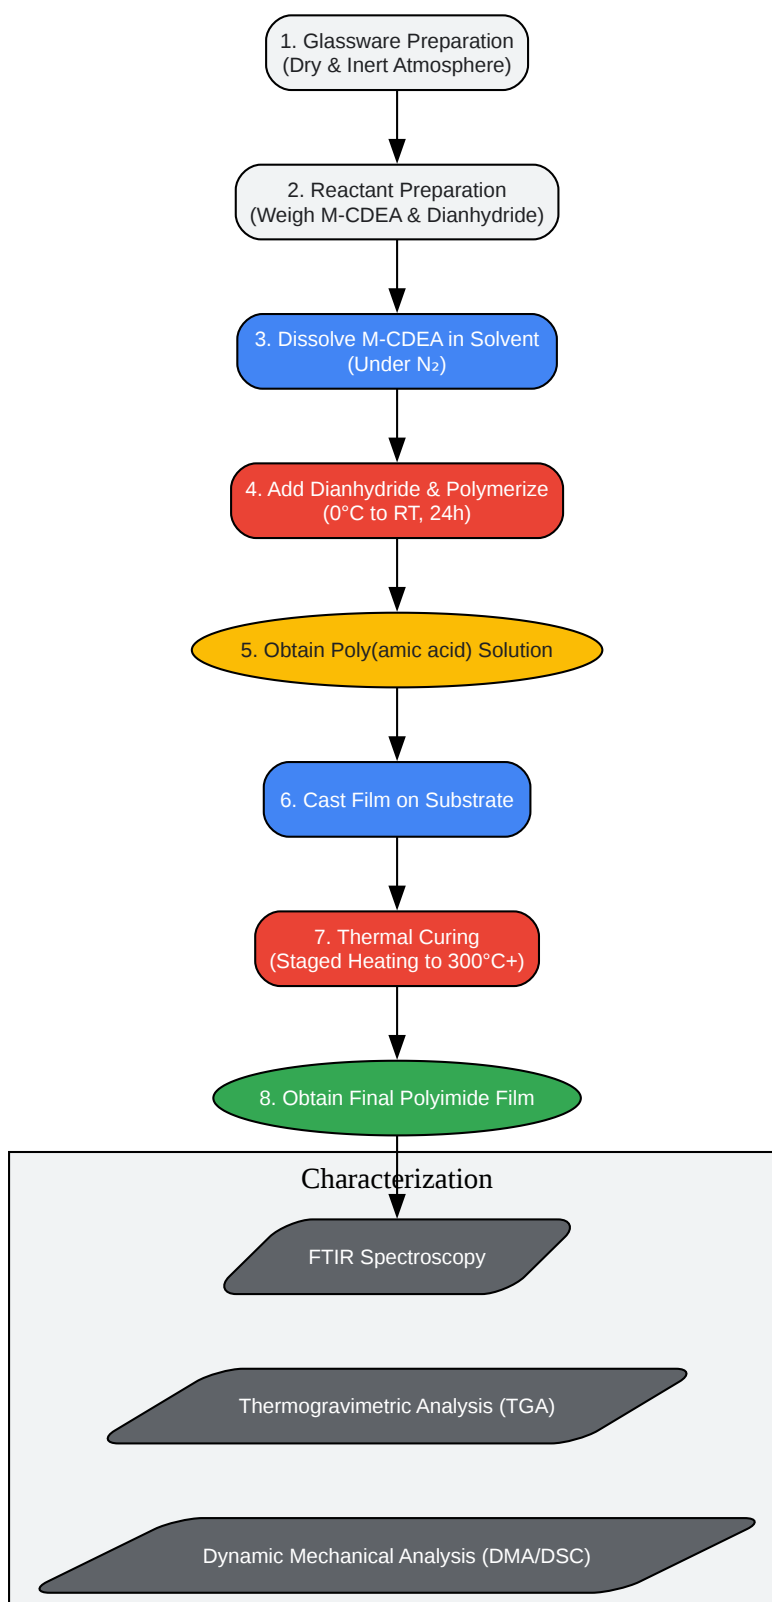 1. Glassware Preparation
(Dry & Inert Atmosphere)
2. Reactant Preparation
(Weigh M-CDEA & Dianhydride)
3. Dissolve M-CDEA in Solvent
(Under N₂)
4. Add Dianhydride & Polymerize
(0°C to RT, 24h)
5. Obtain Poly(amic acid) Solution
6. Cast Film on Substrate
7. Thermal Curing
(Staged Heating to 300°C+)
8. Obtain Final Polyimide Film
Characterization
FTIR Spectroscopy
Thermogravimetric Analysis (TGA)
Dynamic Mechanical Analysis (DMA/DSC)